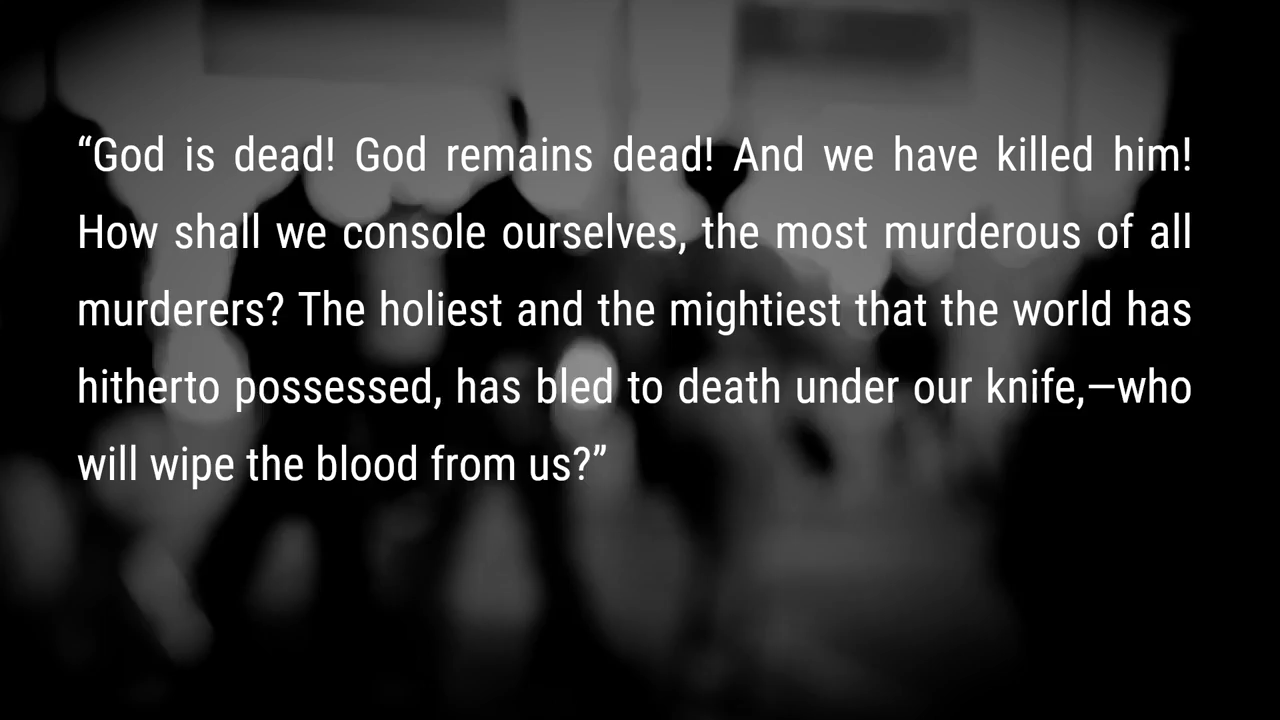 “God is dead! God remains dead! And we have killed him!
How shall we console ourselves, the most murderous of all
murderers? The holiest and the mightiest that the world has
hitherto possessed, has bled to death under our knife,—who
will wipe the blood from us?”